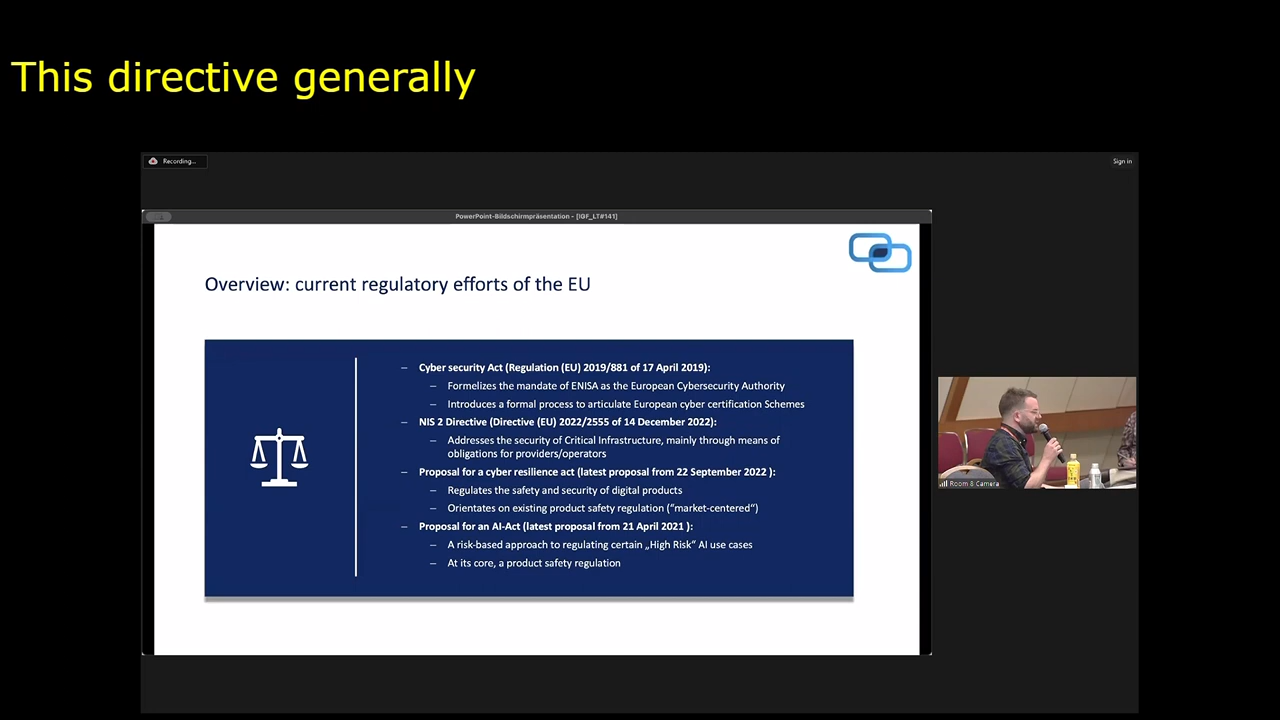 This directive generally
Recording...
Sign in
PowerPoint-Bildschirmpräsentation - [IGF_LT#141]
Overview: current regulatory efforts of the EU
– Cyber security Act (Regulation (EU) 2019/881 of 17 April 2019):
– Formelizes the mandate of ENISA as the European Cybersecurity Authority
– Introduces a formal process to articulate European cyber certification Schemes
– NIS 2 Directive (Directive (EU) 2022/2555 of 14 December 2022):
– Addresses the security of Critical Infrastructure, mainly through means of
obligations for providers/operators
– Proposal for a cyber resilience act (latest proposal from 22 September 2022 ):
– Regulates the safety and security of digital products
– Orientates on existing product safety regulation ("market-centered")
– Proposal for an AI-Act (latest proposal from 21 April 2021 ):
– A risk-based approach to regulating certain „High Risk" AI use cases
– At its core, a product safety regulation
Room 8 Camera